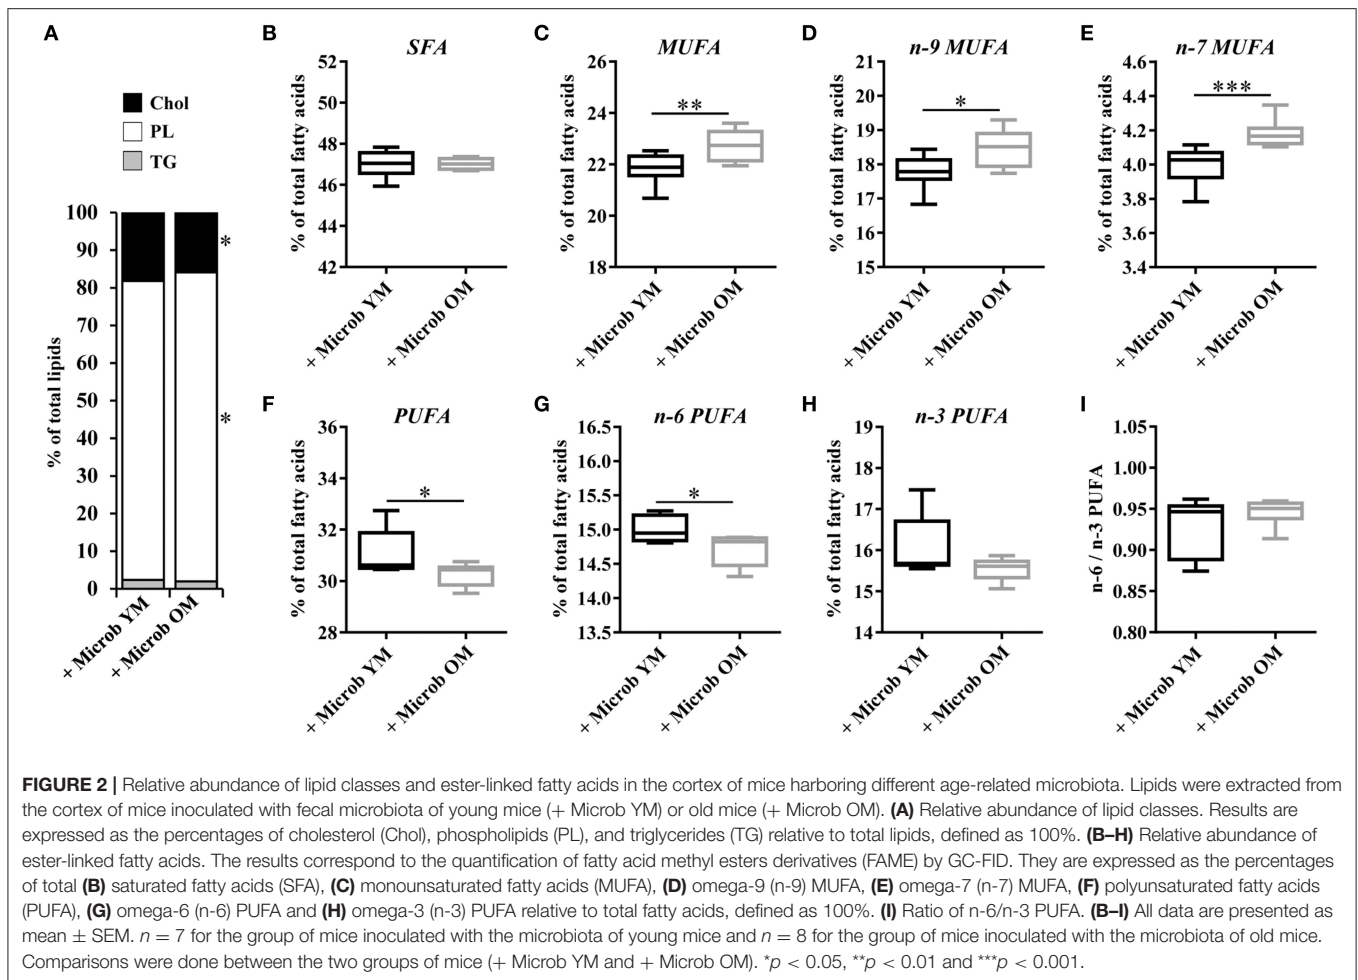 A
Chol
PL
TG
% of total lipids
100
90
80
70
60
50
40
30
20
10
0
*
*
+ Microb YM
+ Microb OM
B
SFA
% of total fatty acids
52
50
48
46
44
42
+ Microb YM
+ Microb OM
C
MUFA
% of total fatty acids
26
24
22
20
18
**
+ Microb YM
+ Microb OM
D
n-9 MUFA
% of total fatty acids
21
20
19
18
17
16
15
*
+ Microb YM
+ Microb OM
E
n-7 MUFA
% of total fatty acids
4.6
4.4
4.2
4.0
3.8
3.6
3.4
***
+ Microb YM
+ Microb OM
F
PUFA
% of total fatty acids
36
34
32
30
28
*
+ Microb YM
+ Microb OM
G
n-6 PUFA
% of total fatty acids
16.5
16.0
15.5
15.0
14.5
14.0
13.5
*
+ Microb YM
+ Microb OM
H
n-3 PUFA
% of total fatty acids
19
18
17
16
15
14
+ Microb YM
+ Microb OM
I
n-6 / n-3 PUFA
1.05
1.00
0.95
0.90
0.85
0.80
+ Microb YM
+ Microb OM
FIGURE 2 | Relative abundance of lipid classes and ester-linked fatty acids in the cortex of mice harboring different age-related microbiota. Lipids were extracted from
the cortex of mice inoculated with fecal microbiota of young mice (+ Microb YM) or old mice (+ Microb OM). (A) Relative abundance of lipid classes. Results are
expressed as the percentages of cholesterol (Chol), phospholipids (PL), and triglycerides (TG) relative to total lipids, defined as 100%. (B–H) Relative abundance of
ester-linked fatty acids. The results correspond to the quantification of fatty acid methyl esters derivatives (FAME) by GC-FID. They are expressed as the percentages
of total (B) saturated fatty acids (SFA), (C) monounsaturated fatty acids (MUFA), (D) omega-9 (n-9) MUFA, (E) omega-7 (n-7) MUFA, (F) polyunsaturated fatty acids
(PUFA), (G) omega-6 (n-6) PUFA and (H) omega-3 (n-3) PUFA relative to total fatty acids, defined as 100%. (I) Ratio of n-6/n-3 PUFA. (B–I) All data are presented as
mean ± SEM. n = 7 for the group of mice inoculated with the microbiota of young mice and n = 8 for the group of mice inoculated with the microbiota of old mice.
Comparisons were done between the two groups of mice (+ Microb YM and + Microb OM). *p < 0.05, **p < 0.01 and ***p < 0.001.